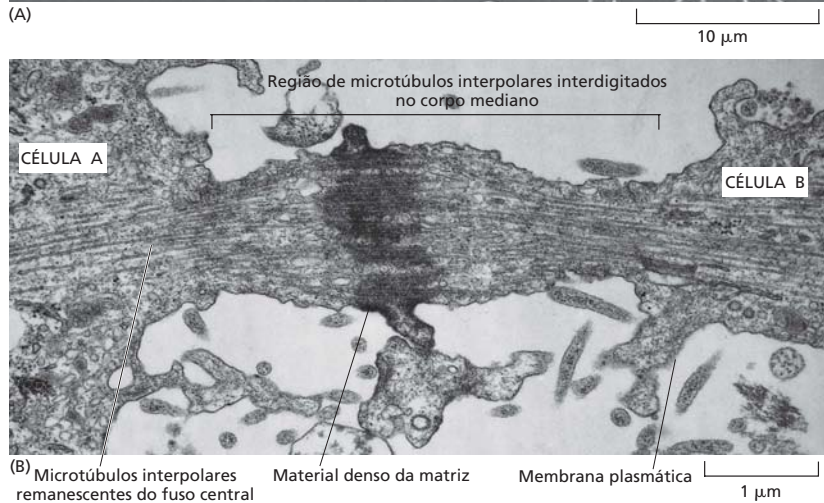 (A)
10 μm
Região de microtúbulos interpolares interdigitados
no corpo mediano
CÉLULA A
CÉLULA B
(B)
Microtúbulos interpolares
remanescentes do fuso central
Material denso da matriz
Membrana plasmática
1 μm